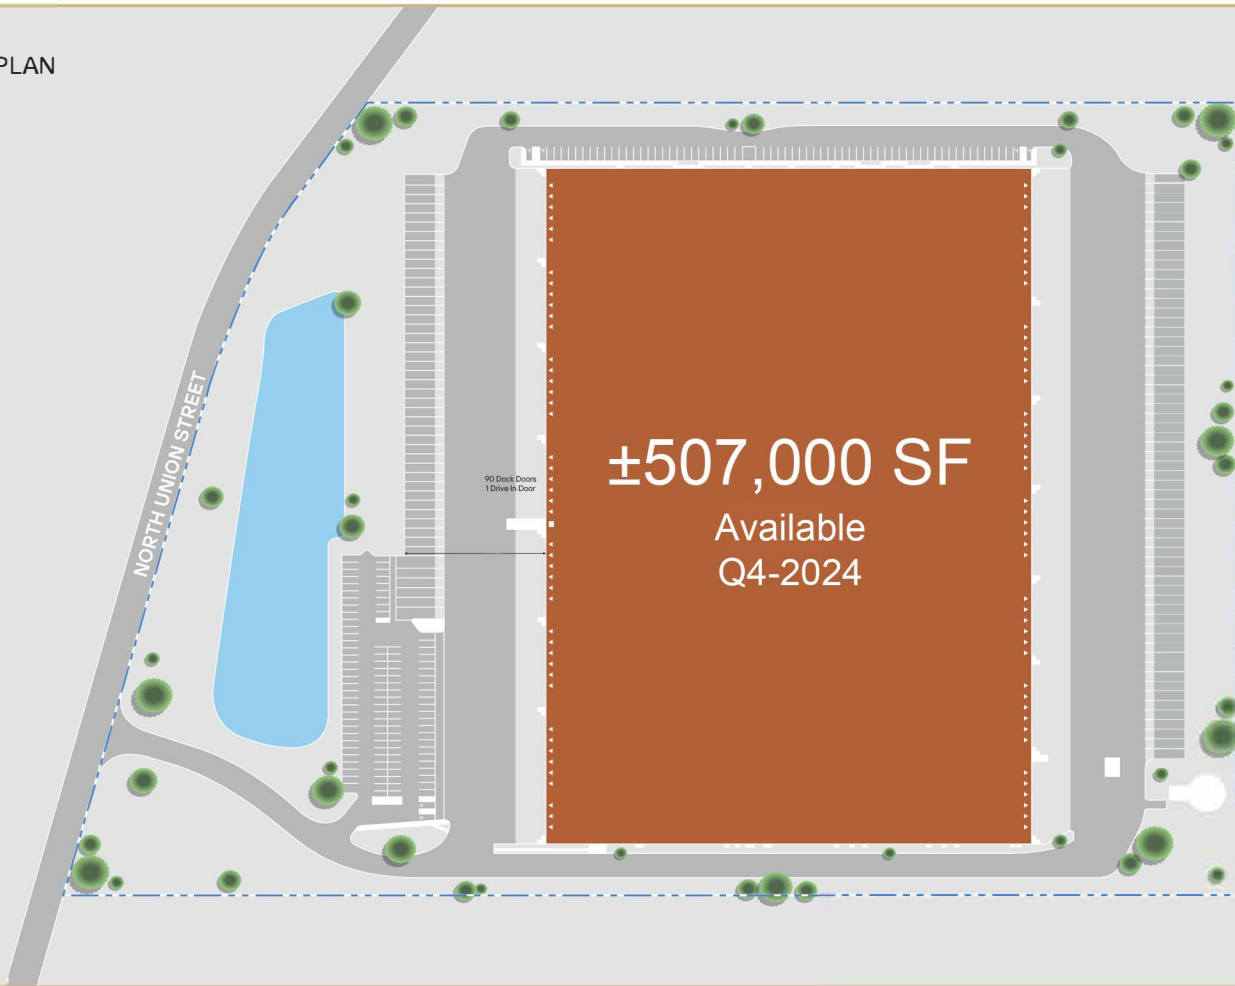 PLAN
NORTH UNION STREET
90 Dock Doors
1 Drive In Door
±507,000 SF
Available
Q4-2024